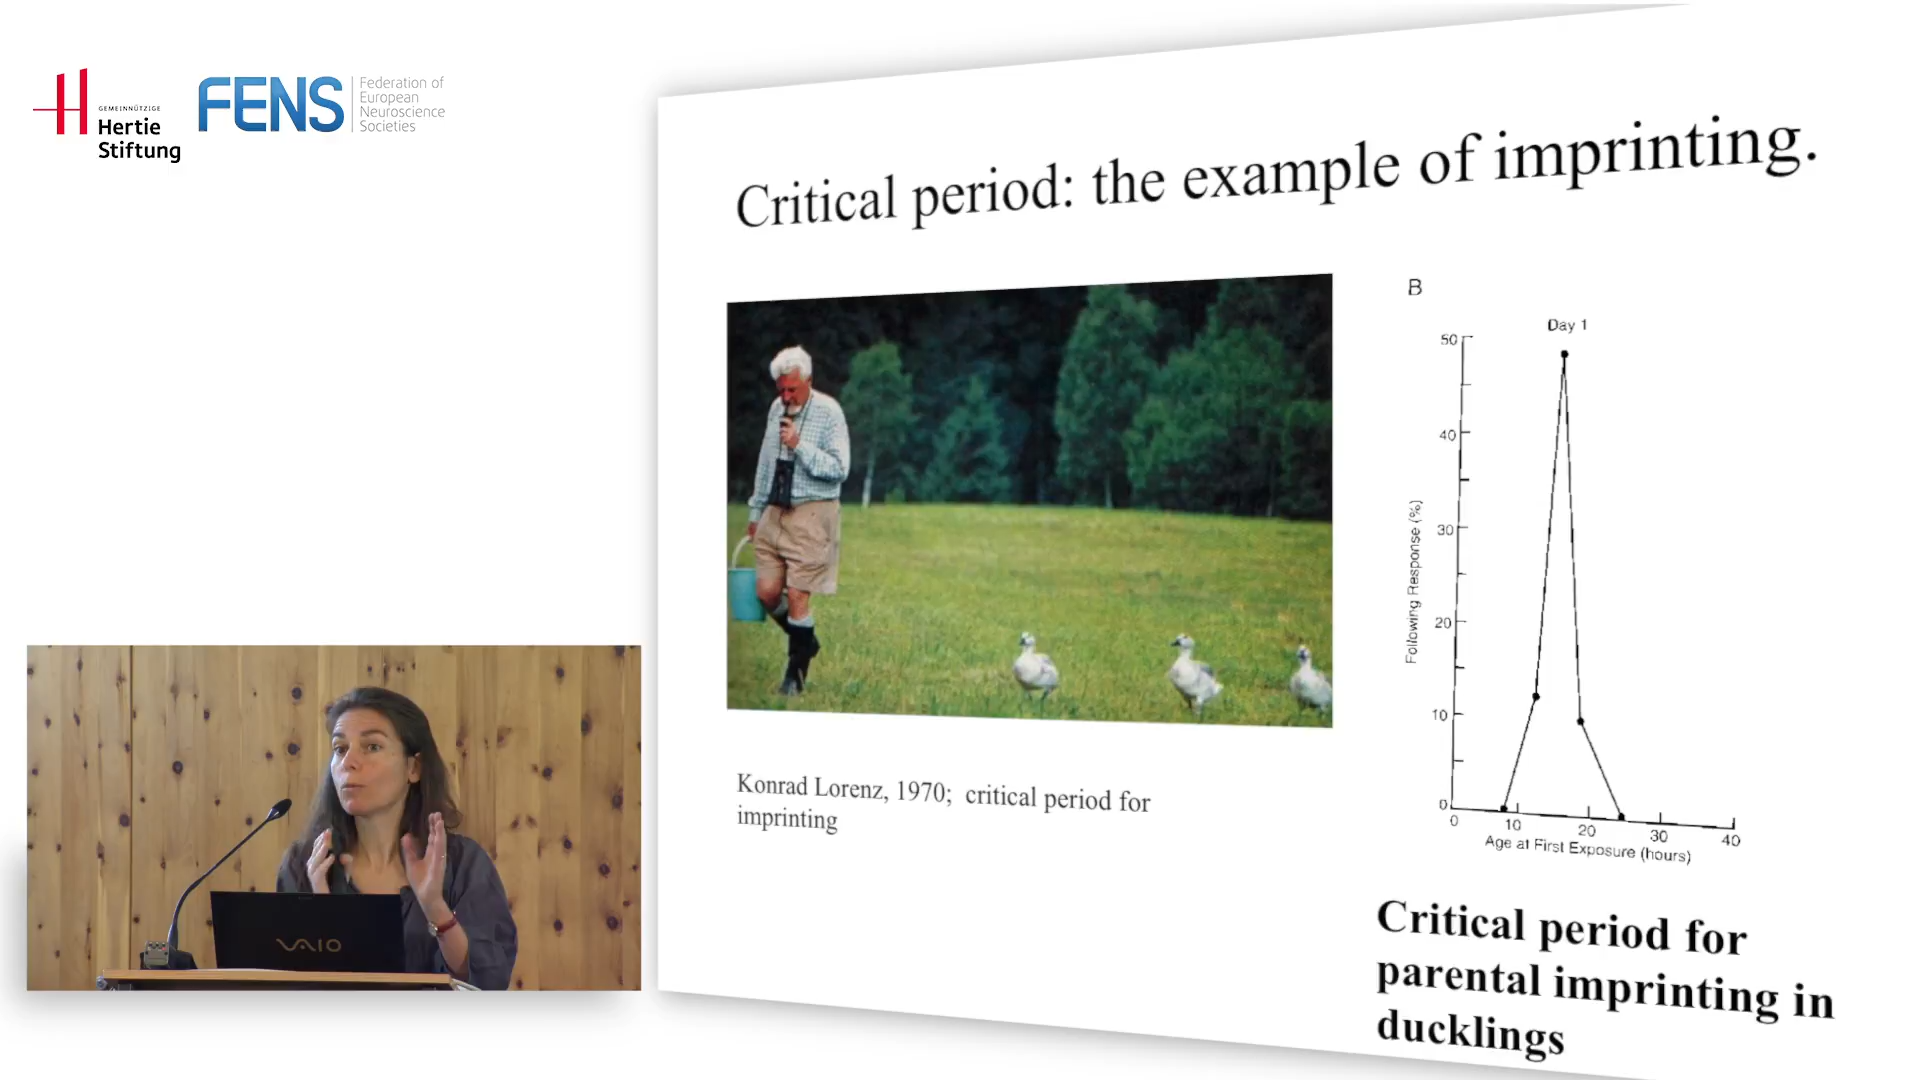 GEMEINNÜTZIGE
Hertie
Stiftung
FENS
Federation of
European
Neuroscience
Societies
Critical period: the example of imprinting.
B
Day 1
50
40
30
20
10
0
Following Response (%)
0 10 20 30 40
Age at First Exposure (hours)
Konrad Lorenz, 1970; critical period for
imprinting
Critical period for
parental imprinting in
ducklings
VAIO